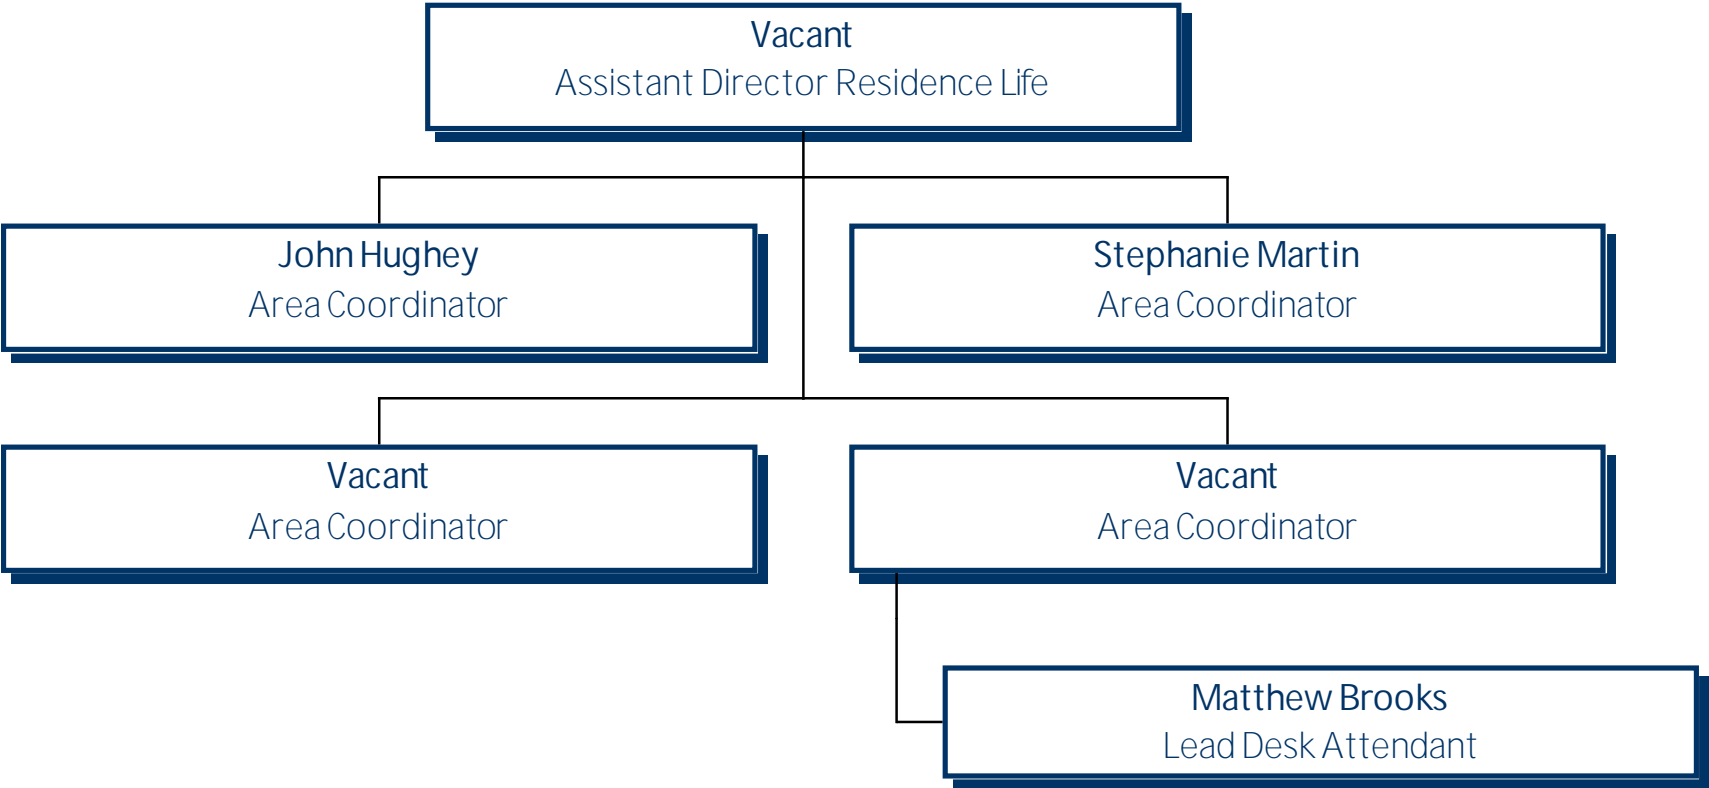 Vacant
Assistant Director Residence Life
John Hughey
Area Coordinator
Stephanie Martin
Area Coordinator
Vacant
Area Coordinator
Vacant
Area Coordinator
Matthew Brooks
Lead Desk Attendant